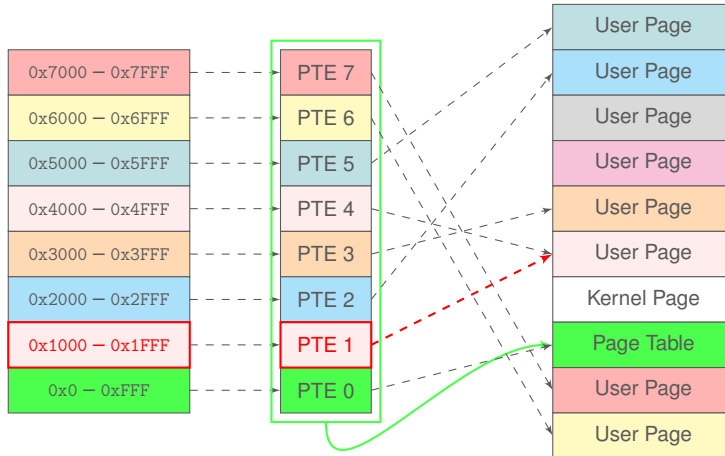 0x7000 – 0x7FFF
0x6000 – 0x6FFF
0x5000 – 0x5FFF
0x4000 – 0x4FFF
0x3000 – 0x3FFF
0x2000 – 0x2FFF
0x1000 – 0x1FFF
0x0 – 0xFFF
PTE 7
PTE 6
PTE 5
PTE 4
PTE 3
PTE 2
PTE 1
PTE 0
User Page
User Page
User Page
User Page
User Page
User Page
Kernel Page
Page Table
User Page
User Page